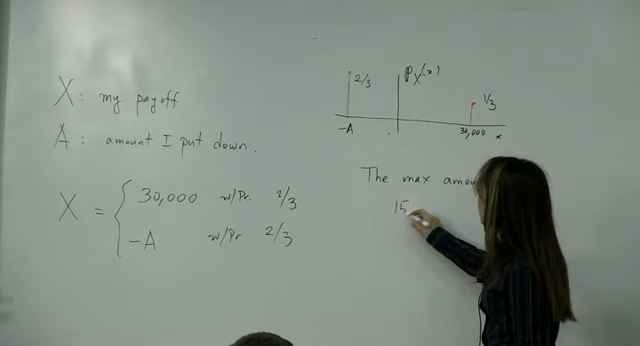 X : my payoff
A : amount I put down.
X = { 30,000 w/Pr. 1/3
-A w/Pr 2/3
2/3
P_X(x)
1/3
-A
30,000
x
The max amou
15